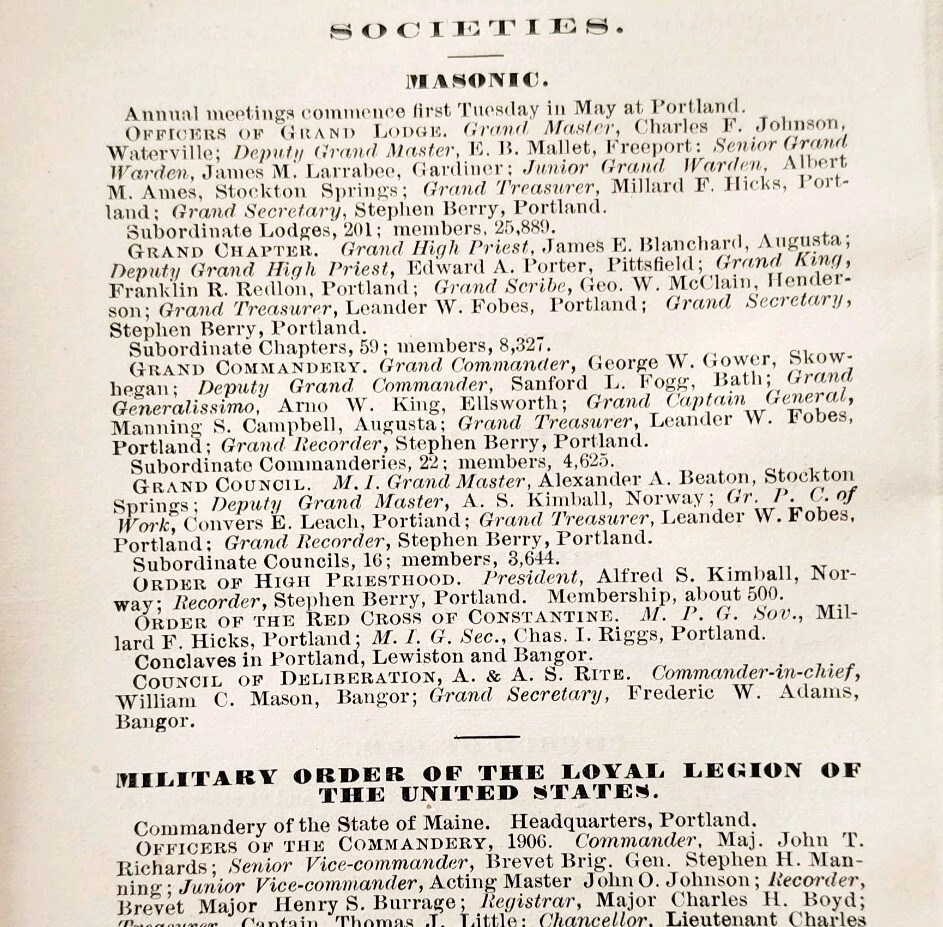 SOCIETIES.
MASONIC.
Annual meetings commence first Tuesday in May at Portland.
OFFICERS OF GRAND LODGE. Grand Master, Charles F. Johnson,
Waterville; Deputy Grand Master, E. B. Mallet, Freeport: Senior Grand
Warden, James M. Larrabee, Gardiner; Junior Grand Warden, Albert
M. Ames, Stockton Springs; Grand Treasurer, Millard F. Hicks, Port-
land; Grand Secretary, Stephen Berry, Portland.
Subordinate Lodges, 201; members, 25,889.
GRAND CHAPTER. Grand High Priest, James E. Blanchard, Augusta;
Deputy Grand High Priest, Edward A. Porter, Pittsfield; Grand King,
Franklin R. Redlon, Portland; Grand Scribe, Geo. W. McClain, Hender-
son; Grand Treasurer, Leander W. Fobes, Portland; Grand Secretary,
Stephen Berry, Portland.
Subordinate Chapters, 59; members, 8,327.
GRAND COMMANDERY. Grand Commander, George W. Gower, Skow-
hegan; Deputy Grand Commander, Sanford L. Fogg, Bath; Grand
Generalissimo, Arno W. King, Ellsworth; Grand Captain General,
Manning S. Campbell, Augusta; Grand Treasurer, Leander W. Fobes,
Portland; Grand Recorder, Stephen Berry, Portland.
Subordinate Commanderies, 22; members, 4,625.
GRAND COUNCIL. M. I. Grand Master, Alexander A. Beaton, Stockton
Springs; Deputy Grand Master, A. S. Kimball, Norway; Gr. P. C. of
Work, Convers E. Leach, Portland; Grand Treasurer, Leander W. Fobes,
Portland; Grand Recorder, Stephen Berry, Portland.
Subordinate Councils, 16; members, 3,644.
ORDER OF HIGH PRIESTHOOD. President, Alfred S. Kimball, Nor-
way; Recorder, Stephen Berry, Portland. Membership, about 500.
ORDER OF THE RED CROSS OF CONSTANTINE. M. P. G. Sov., Mil-
lard F. Hicks, Portland; M. I. G. Sec., Chas. I. Riggs, Portland.
Conclaves in Portland, Lewiston and Bangor.
COUNCIL OF DELIBERATION, A. & A. S. RITE. Commander-in-chief,
William C. Mason, Bangor; Grand Secretary, Frederic W. Adams,
Bangor.
MILITARY ORDER OF THE LOYAL LEGION OF
THE UNITED STATES.
Commandery of the State of Maine. Headquarters, Portland.
OFFICERS OF THE COMMANDERY, 1906. Commander, Maj. John T.
Richards; Senior Vice-commander, Brevet Brig. Gen. Stephen H. Man-
ning; Junior Vice-commander, Acting Master John O. Johnson; Recorder,
Brevet Major Henry S. Burrage; Registrar, Major Charles H. Boyd;
Treasurer, Captain Thomas J. Little; Chancellor, Lieutenant Charles